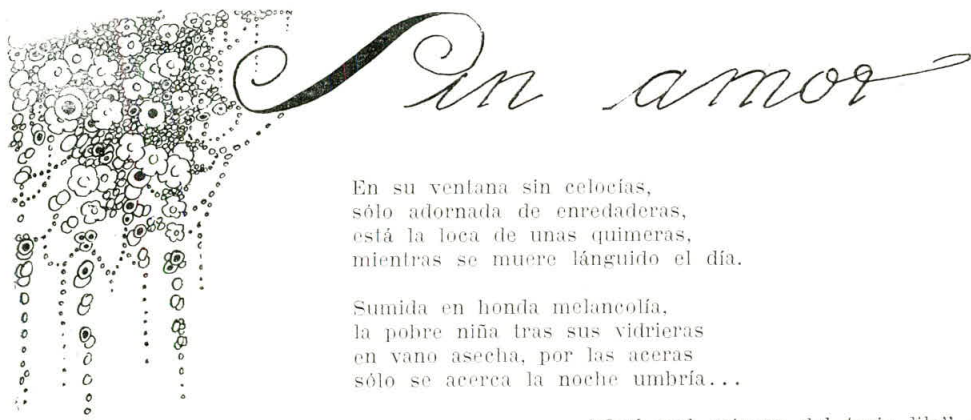 Sin amor
En su ventana sin celocías,
sólo adornada de enredaderas,
está la loca de unas quimeras,
mientras se muere lánguido el día.
Sumida en honda melancolía,
la pobre niña tras sus vidrieras
en vano asecha, por las aceras
sólo se acerca la noche umbría...